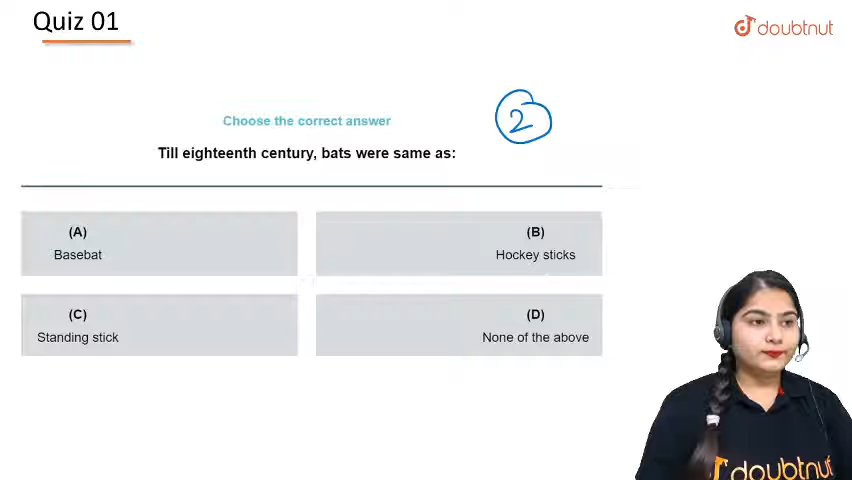 Quiz 01
doubtnut
Choose the correct answer
2
Till eighteenth century, bats were same as:
(A)
Basebat
(B)
Hockey sticks
(C)
Standing stick
(D)
None of the above
doubtnut